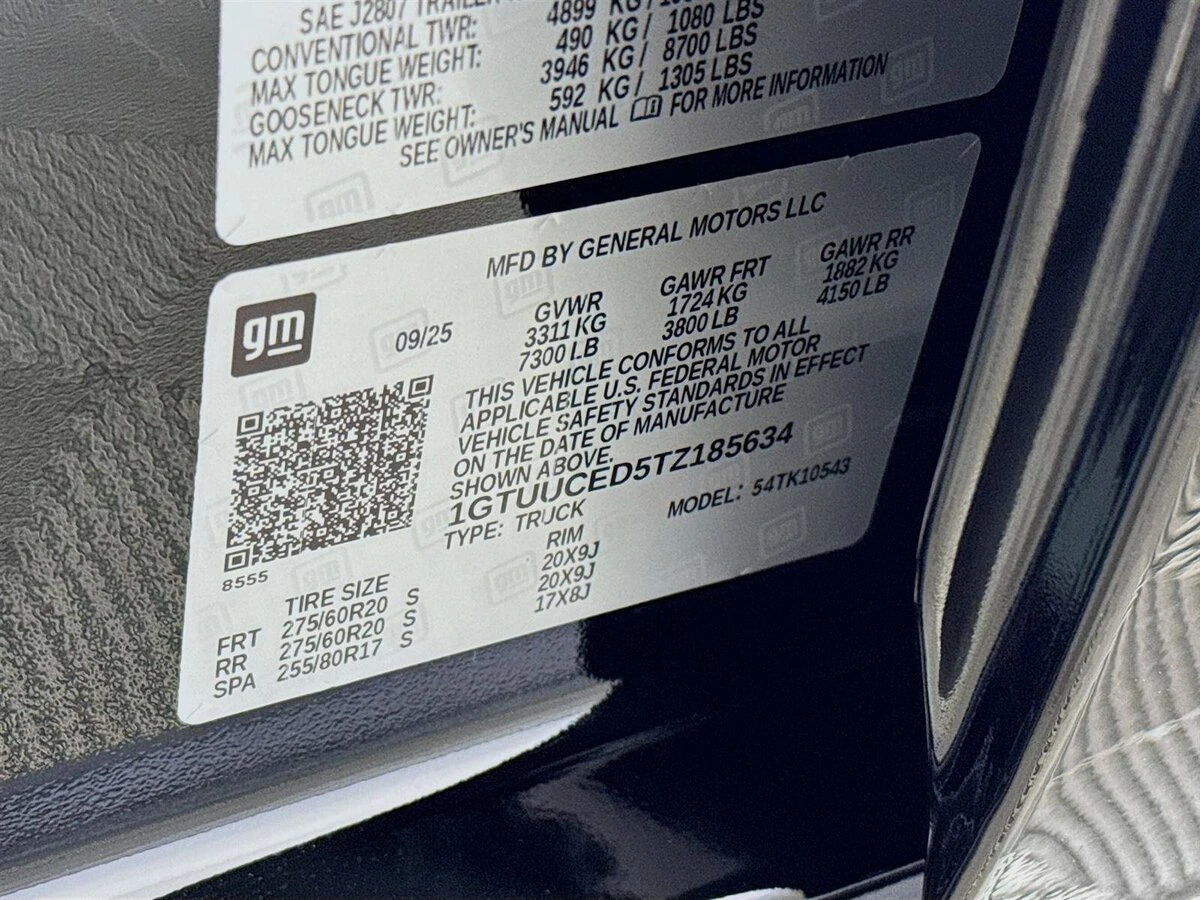 SAE J2807 TRAILER
CONVENTIONAL TWR: 4899 KG/
MAX TONGUE WEIGHT: 490 KG/ 1080 LBS
GOOSENECK TWR: 3946 KG/ 8700 LBS
MAX TONGUE WEIGHT: 592 KG/ 1305 LBS
SEE OWNER'S MANUAL FOR MORE INFORMATION
MFD BY GENERAL MOTORS LLC
gm
09/25
GVWR GAWR FRT GAWR RR
3311 KG 1724 KG 1882 KG
7300 LB 3800 LB 4150 LB
THIS VEHICLE CONFORMS TO ALL
APPLICABLE U.S. FEDERAL MOTOR
VEHICLE SAFETY STANDARDS IN EFFECT
ON THE DATE OF MANUFACTURE
SHOWN ABOVE.
1GTUUCED5TZ185634
TYPE: TRUCK MODEL: 54TK10543
8555
TIRE SIZE RIM
FRT 275/60R20 S 20X9J
RR 275/60R20 S 20X9J
SPA 255/80R17 S 17X8J